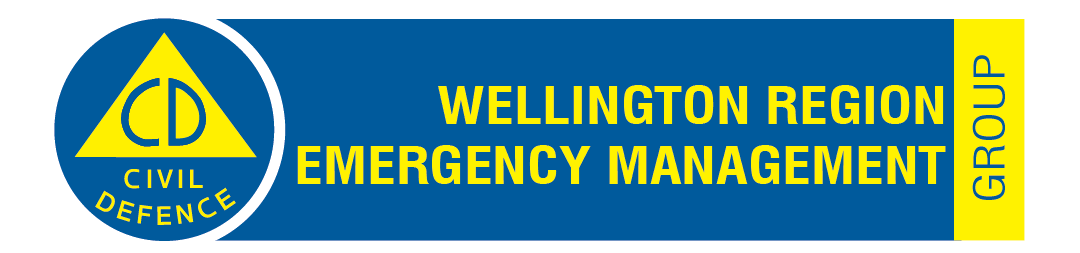 CD
CIVIL
DEFENCE
WELLINGTON REGION
EMERGENCY MANAGEMENT
GROUP